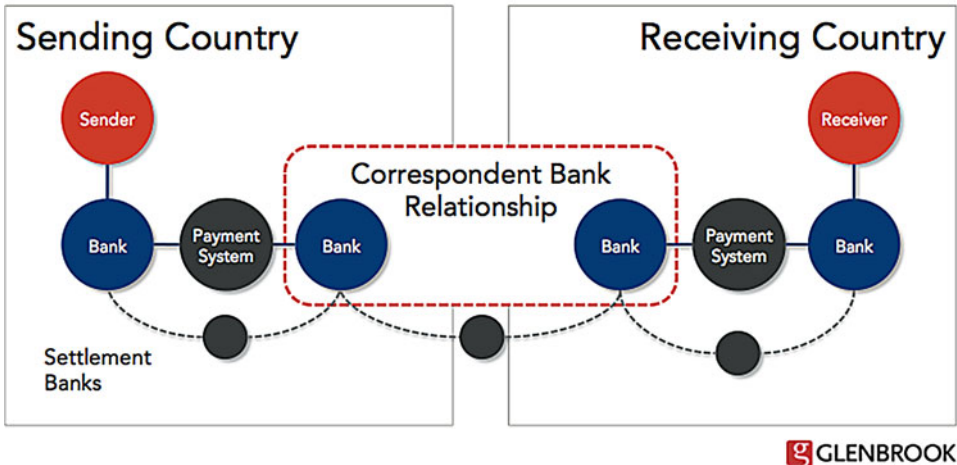 Sending Country
Receiving Country
Sender
Receiver
Correspondent Bank
Relationship
Bank
Payment
System
Bank
Bank
Payment
System
Bank
Settlement
Banks
g GLENBROOK